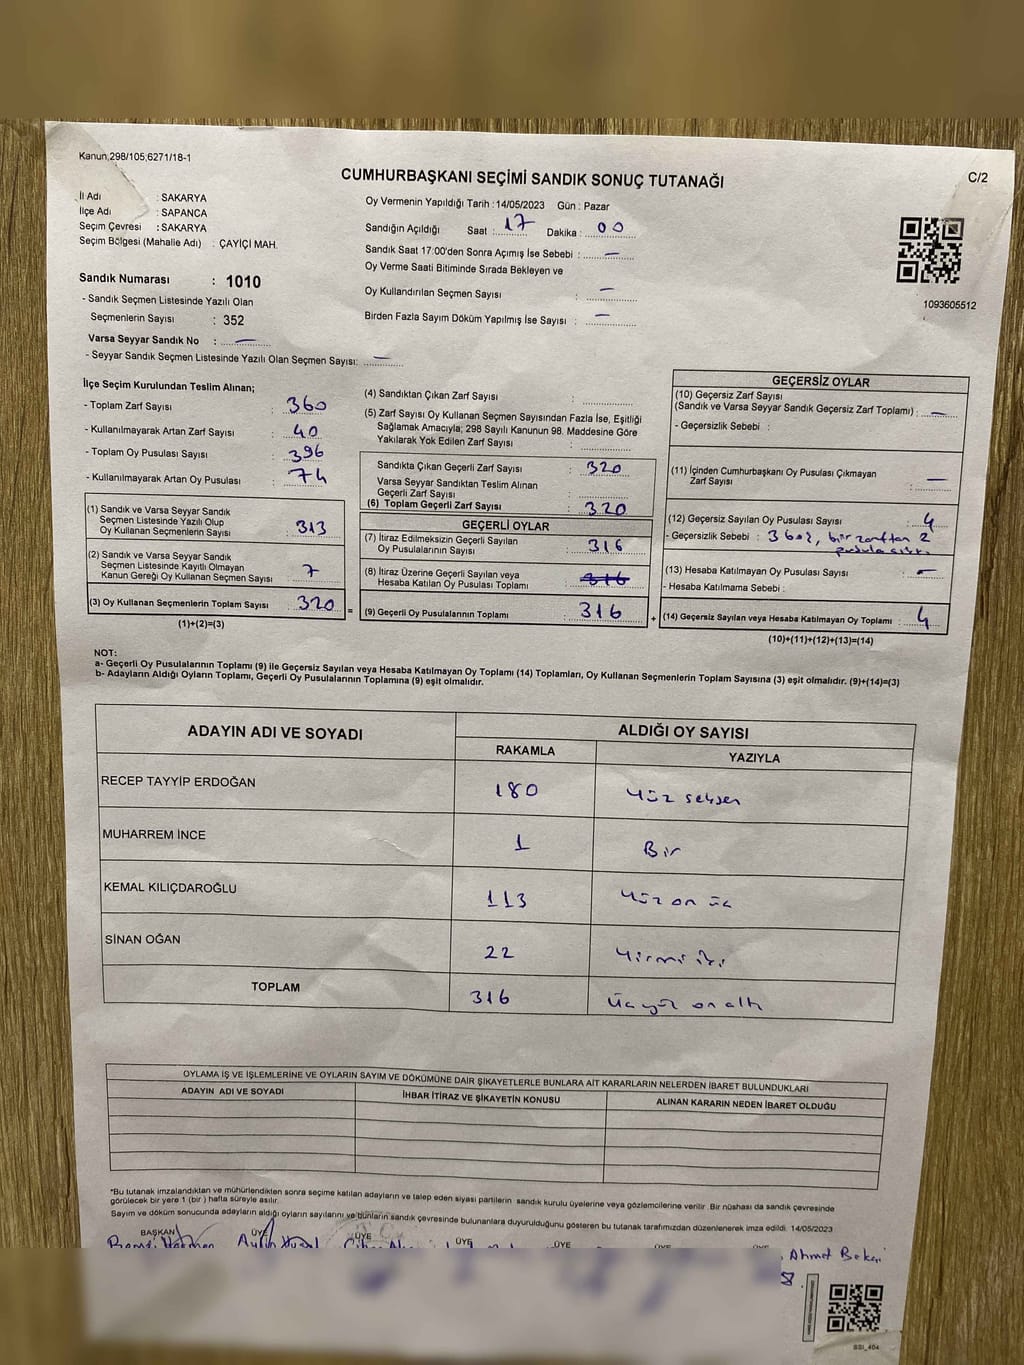 Kanun,298/105,6271/18-1
C/2
CUMHURBAŞKANI SEÇİMİ SANDIK SONUÇ TUTANAĞI
İl Adı : SAKARYA
İlçe Adı : SAPANCA
Seçim Çevresi : SAKARYA
Seçim Bölgesi (Mahalle Adı) : ÇAYİÇİ MAH.
Sandık Numarası : 1010
- Sandık Seçmen Listesinde Yazılı Olan
Seçmenlerin Sayısı : 352
Varsa Seyyar Sandık No : —
- Seyyar Sandık Seçmen Listesinde Yazılı Olan Seçmen Sayısı: —
Oy Vermenin Yapıldığı Tarih :14/05/2023 Gün : Pazar
Sandığın Açıldığı Saat : 17 Dakika : 00
Sandık Saat 17:00'den Sonra Açımış İse Sebebi : —
Oy Verme Saati Bitiminde Sırada Bekleyen ve
Oy Kullandırılan Seçmen Sayısı : —
Birden Fazla Sayım Döküm Yapılmış İse Sayısı : —
1093605512
İlçe Seçim Kurulundan Teslim Alınan;
- Toplam Zarf Sayısı : 360
- Kullanılmayarak Artan Zarf Sayısı : 40
- Toplam Oy Pusulası Sayısı : 396
- Kullanılmayarak Artan Oy Pusulası : 74
(1) Sandık ve Varsa Seyyar Sandık
Seçmen Listesinde Yazılı Olup
Oy Kullanan Seçmenlerin Sayısı : 313
(2) Sandık ve Varsa Seyyar Sandık
Seçmen Listesinde Kayıtlı Olmayan
Kanun Gereği Oy Kullanan Seçmen Sayısı : 7
(3) Oy Kullanan Seçmenlerin Toplam Sayısı : 320 =
(1)+(2)=(3)
(4) Sandıktan Çıkan Zarf Sayısı :
(5) Zarf Sayısı Oy Kullanan Seçmen Sayısından Fazla İse, Eşitliği
Sağlamak Amacıyla; 298 Sayılı Kanunun 98. Maddesine Göre
Yakılarak Yok Edilen Zarf Sayısı :
Sandıkta Çıkan Geçerli Zarf Sayısı : 320
Varsa Seyyar Sandıktan Teslim Alınan
Geçerli Zarf Sayısı :
(6) Toplam Geçerli Zarf Sayısı : 320
GEÇERLİ OYLAR
(7) İtiraz Edilmeksizin Geçerli Sayılan
Oy Pusulalarının Sayısı : 316
(8) İtiraz Üzerine Geçerli Sayılan veya
Hesaba Katılan Oy Pusulası Toplamı : 316
(9) Geçerli Oy Pusulalarının Toplamı : 316 +
GEÇERSİZ OYLAR
(10) Geçersiz Zarf Sayısı
(Sandık ve Varsa Seyyar Sandık Geçersiz Zarf Toplamı) : —
- Geçersizlik Sebebi :
(11) İçinden Cumhurbaşkanı Oy Pusulası Çıkmayan
Zarf Sayısı : —
(12) Geçersiz Sayılan Oy Pusulası Sayısı : 4
- Geçersizlik Sebebi : 3 boş, bir zarftan 2
pusula
(13) Hesaba Katılmayan Oy Pusulası Sayısı : —
- Hesaba Katılmama Sebebi :
(14) Geçersiz Sayılan veya Hesaba Katılmayan Oy Toplamı : 4
(10)+(11)+(12)+(13)=(14)
NOT:
a- Geçerli Oy Pusulalarının Toplamı (9) ile Geçersiz Sayılan veya Hesaba Katılmayan Oy Toplamı (14) Toplamları, Oy Kullanan Seçmenlerin Toplam Sayısına (3) eşit olmalıdır. (9)+(14)=(3)
b- Adayların Aldığı Oyların Toplamı, Geçerli Oy Pusulalarının Toplamına (9) eşit olmalıdır.
ADAYIN ADI VE SOYADI ALDIĞI OY SAYISI
RAKAMLA YAZIYLA
RECEP TAYYİP ERDOĞAN 180 Yüz seksen
MUHARREM İNCE 1 Bir
KEMAL KILIÇDAROĞLU 113 Yüz on üç
SİNAN OĞAN 22 Yirmi iki
TOPLAM 316 Üç yüz on altı
OYLAMA İŞ VE İŞLEMLERİNE VE OYLARIN SAYIM VE DÖKÜMÜNE DAİR ŞİKAYETLERLE BUNLARA AİT KARARLARIN NELERDEN İBARET BULUNDUKLARI
ADAYIN ADI VE SOYADI İHBAR İTİRAZ VE ŞİKAYETİN KONUSU ALINAN KARARIN NEDEN İBARET OLDUĞU
*Bu tutanak imzalandıktan ve mühürlendikten sonra seçime katılan adayların ve talep eden siyasi partilerin sandık kurulu üyelerine veya gözlemcilerine verilir. Bir nüshası da sandık çevresinde
görülecek bir yere 1 (bir ) hafta süreyle asılır.
Sayım ve döküm sonucunda adayların aldığı oyların sayılarını ve bunların sandık çevresinde bulunanlara duyurulduğunu gösteren bu tutanak tarafımızdan düzenlenerek imza edildi. 14/05/2023
BAŞKAN ÜYE ÜYE ÜYE ÜYE ÜYE ÜYE
Ahmet
SSI_404